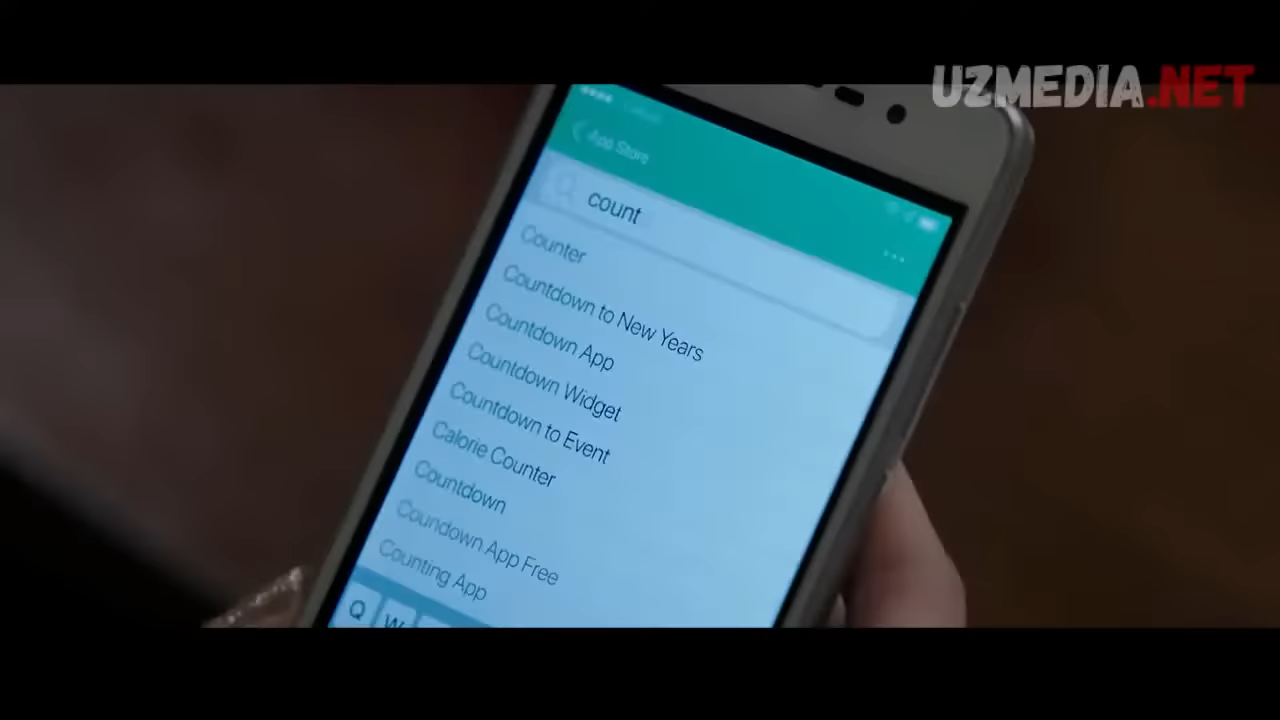 UZMEDIA.NET
App Store
count
Counter
Countdown to New Years
Countdown App
Countdown Widget
Countdown to Event
Calorie Counter
Countdown
Coundown App Free
Counting App
Q W